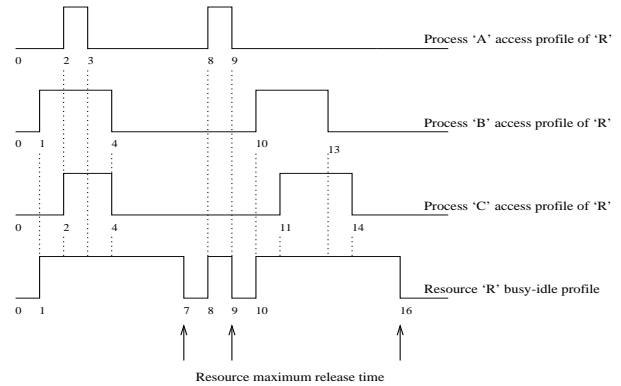 Process ‘A’ access profile of ‘R’
0 2 3 8 9
Process ‘B’ access profile of ‘R’
0 1 4 10 13
Process ‘C’ access profile of ‘R’
0 2 4 11 14
Resource ‘R’ busy-idle profile
0 1 7 8 9 10 16
Resource maximum release time